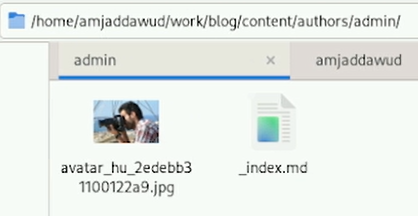 /home/amjaddawud/work/blog/content/authors/admin/
admin × amjaddawud
avatar_hu_2edebb3
1100122a9.jpg
_index.md